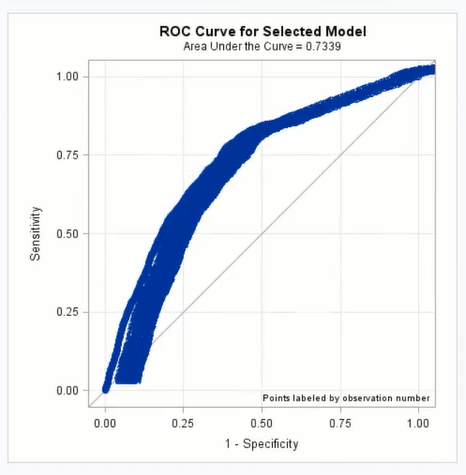 ROC Curve for Selected Model
Area Under the Curve = 0.7339
1.00
0.75
0.50
0.25
0.00
Sensitivity
Points labeled by observation number
0.00 0.25 0.50 0.75 1.00
1 - Specificity